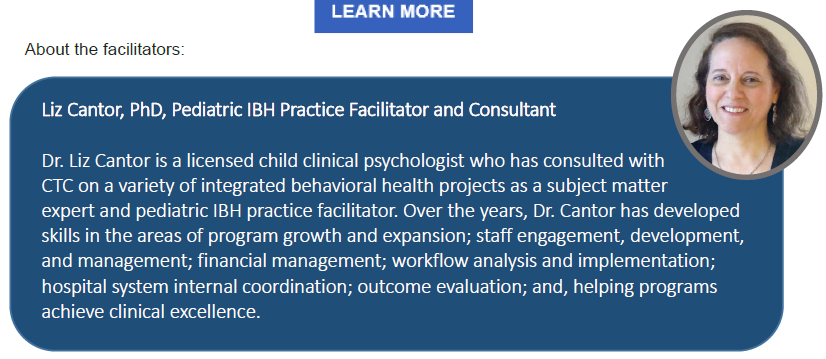 LEARN MORE
About the facilitators:
Liz Cantor, PhD, Pediatric IBH Practice Facilitator and Consultant
Dr. Liz Cantor is a licensed child clinical psychologist who has consulted with
CTC on a variety of integrated behavioral health projects as a subject matter
expert and pediatric IBH practice facilitator. Over the years, Dr. Cantor has developed
skills in the areas of program growth and expansion; staff engagement, development,
and management; financial management; workflow analysis and implementation;
hospital system internal coordination; outcome evaluation; and, helping programs
achieve clinical excellence.